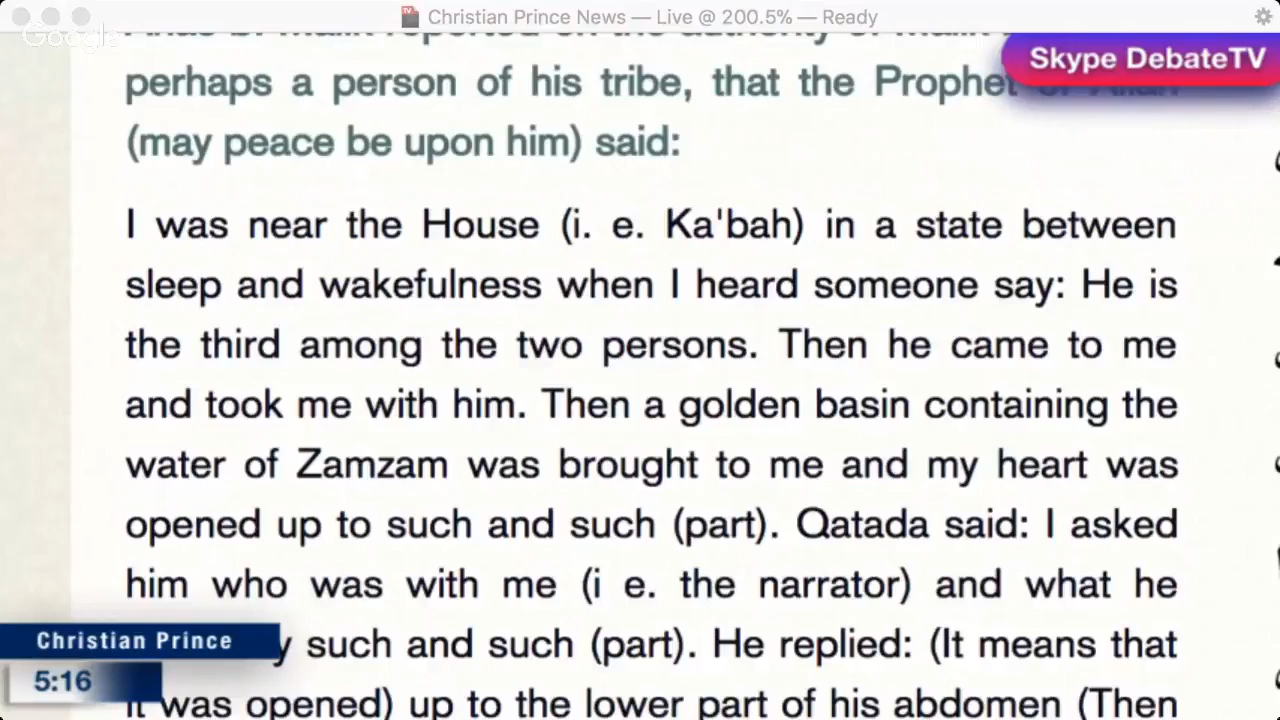 Christian Prince News — Live @ 200.5% — Ready
Google
Skype DebateTV
perhaps a person of his tribe, that the Prophet of Allah
(may peace be upon him) said:
I was near the House (i. e. Ka'bah) in a state between
sleep and wakefulness when I heard someone say: He is
the third among the two persons. Then he came to me
and took me with him. Then a golden basin containing the
water of Zamzam was brought to me and my heart was
opened up to such and such (part). Qatada said: I asked
him who was with me (i e. the narrator) and what he
such and such (part). He replied: (It means that
it was opened) up to the lower part of his abdomen (Then
Christian Prince
5:16